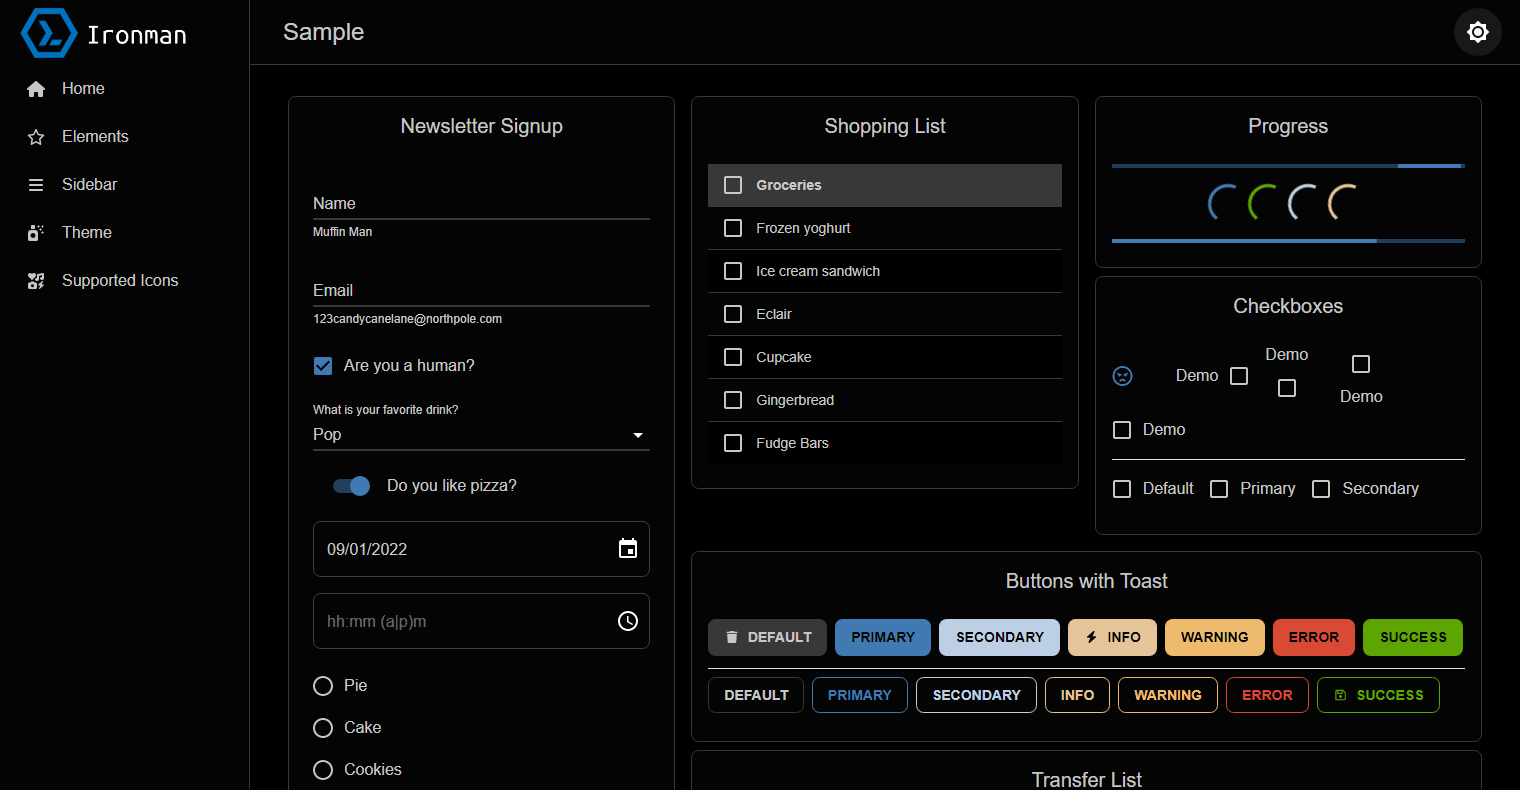 Ironman
Home
Elements
Sidebar
Theme
Supported Icons
Sample
Newsletter Signup
Name
Muffin Man
Email
123candycanelane@northpole.com
Are you a human?
What is your favorite drink?
Pop
Do you like pizza?
09/01/2022
hh:mm (a|p)m
Pie
Cake
Cookies
Shopping List
Groceries
Frozen yoghurt
Ice cream sandwich
Eclair
Cupcake
Gingerbread
Fudge Bars
Progress
Checkboxes
Demo
Demo
Demo
Demo
Default Primary Secondary
Buttons with Toast
DEFAULT PRIMARY SECONDARY INFO WARNING ERROR SUCCESS
DEFAULT PRIMARY SECONDARY INFO WARNING ERROR SUCCESS
Transfer List